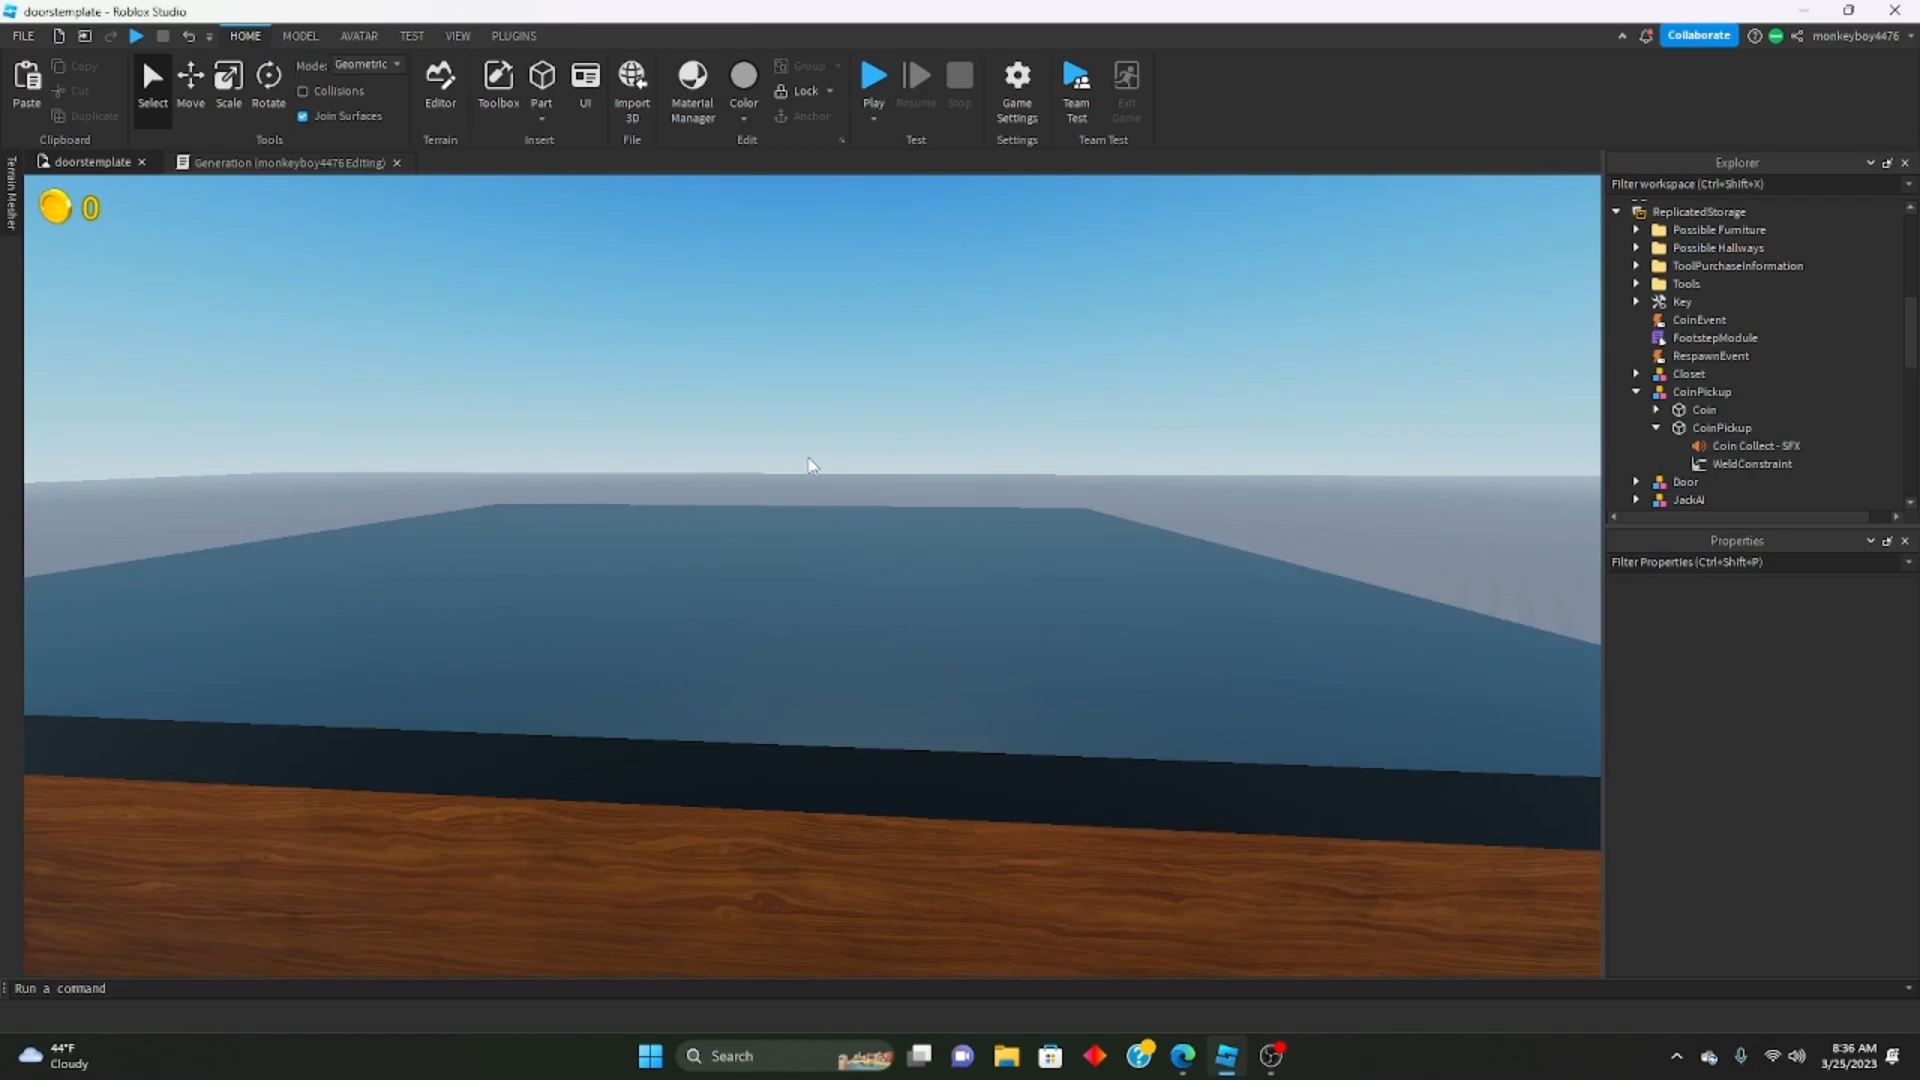 doorstemplate - Roblox Studio
FILE HOME MODEL AVATAR TEST VIEW PLUGINS Collaborate monkeyboy4476
Paste Copy Cut Duplicate Clipboard
Select Move Scale Rotate Mode: Geometric Collisions Join Surfaces Tools
Editor Terrain
Toolbox Part UI Insert
Import 3D File
Material Manager Color Group Lock Anchor Edit
Play Resume Stop Test
Game Settings Settings
Team Test Exit Game Team Test
doorstemplate Generation (monkeyboy4476 Editing)
Terrain Mesher
0
Explorer
Filter workspace (Ctrl+Shift+X)
ReplicatedStorage
Possible Furniture
Possible Hallways
ToolPurchaseInformation
Tools
Key
CoinEvent
FootstepModule
RespawnEvent
Closet
CoinPickup
Coin
CoinPickup
Coin Collect - SFX
WeldConstraint
Door
JackAI
Properties
Filter Properties (Ctrl+Shift+P)
Run a command
44°F
Cloudy
Search
8:36 AM
3/25/2023